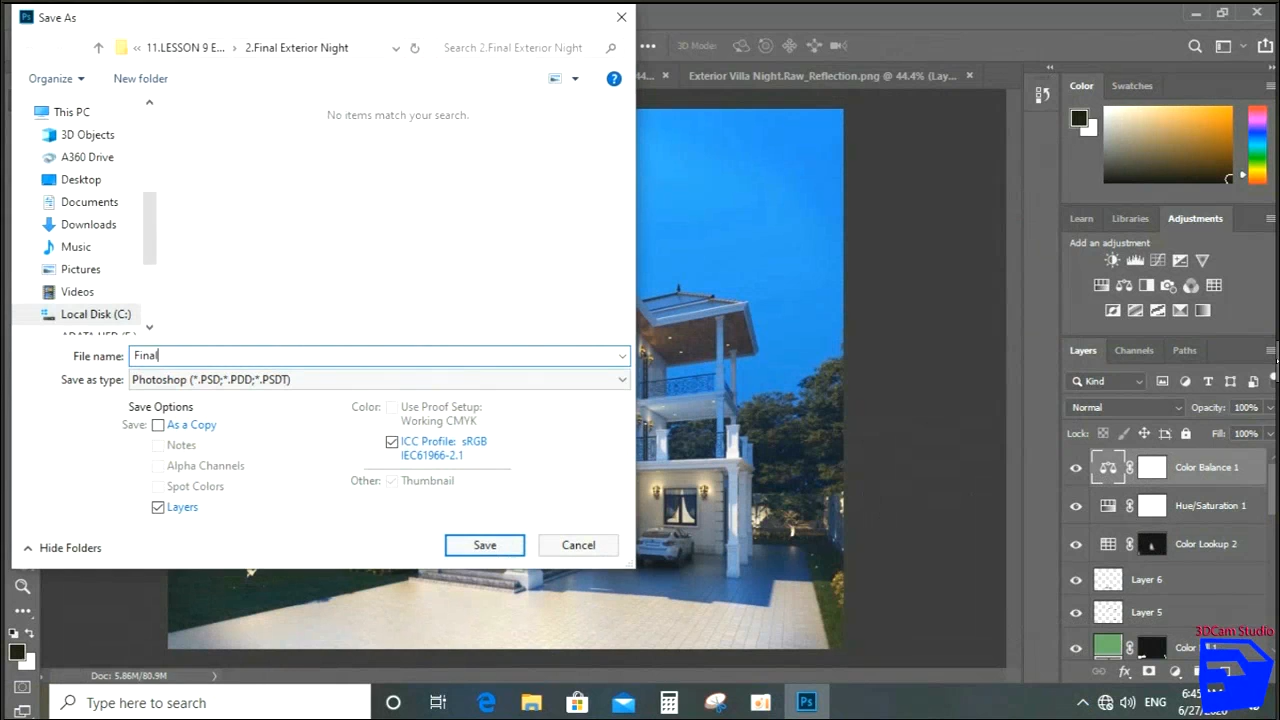 Save As
11.LESSON 9 E... › 2.Final Exterior Night
Search 2.Final Exterior Night
Organize
New folder
This PC
3D Objects
A360 Drive
Desktop
Documents
Downloads
Music
Pictures
Videos
Local Disk (C:)
No items match your search.
File name: Final
Save as type: Photoshop (*.PSD;*.PDD;*.PSDT)
Save Options
Save: As a Copy
Notes
Alpha Channels
Spot Colors
Layers
Color: Use Proof Setup:
Working CMYK
ICC Profile: sRGB
IEC61966-2.1
Other: Thumbnail
Hide Folders
Save
Cancel
3D Mode:
44...
Exterior Villa Night.Raw_Reflection.png @ 44.4% (Lay...
Color
Swatches
Learn
Libraries
Adjustments
Add an adjustment
Layers
Channels
Paths
Kind
Normal
Opacity: 100%
Lock:
Fill: 100%
Color Balance 1
Hue/Saturation 1
Color Lookup 2
Layer 6
Layer 5
3DCam Studio
Doc: 5.86M/80.9M
Type here to search
Ps
ENG